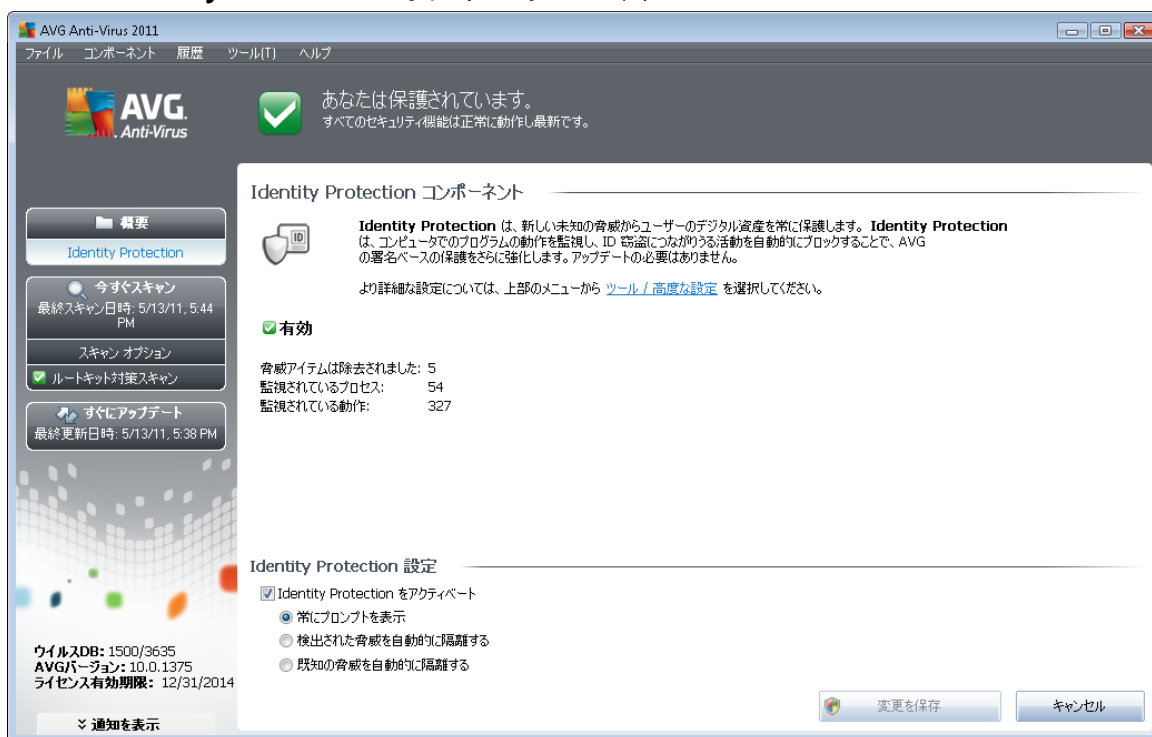 AVG Anti-Virus 2011
ファイル コンポーネント 履歴 ツール(T) ヘルプ
AVG.
Anti-Virus
あなたは保護されています。
すべてのセキュリティ機能は正常に動作し最新です。
概要
Identity Protection
今すぐスキャン
最終スキャン日時: 5/13/11, 5:44
PM
スキャン オプション
ルートキット対策スキャン
すぐにアップデート
最終更新日時: 5/13/11, 5:38 PM
ウイルスDB: 1500/3635
AVGバージョン: 10.0.1375
ライセンス有効期限: 12/31/2014
通知を表示
Identity Protection コンポーネント
Identity Protection は、新しい未知の脅威からユーザーのデジタル資産を常に保護します。Identity Protection
は、コンピュータでのプログラムの動作を監視し、ID 窃盗につながりうる活動を自動的にブロックすることで、AVG
の署名ベースの保護をさらに強化します。アップデートの必要はありません。
より詳細な設定については、上部のメニューから ツール / 高度な設定 を選択してください。
有効
脅威アイテムは除去されました: 5
監視されているプロセス: 54
監視されている動作: 327
Identity Protection 設定
Identity Protection をアクティベート
常にプロンプトを表示
検出された脅威を自動的に隔離する
既知の脅威を自動的に隔離する
変更を保存
キャンセル